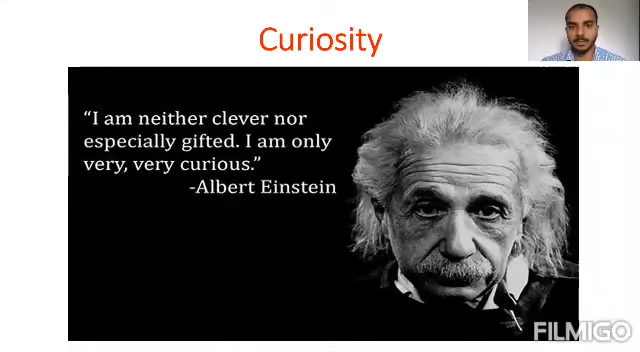 Curiosity
“I am neither clever nor
especially gifted. I am only
very, very curious.”
-Albert Einstein
FILMIGO